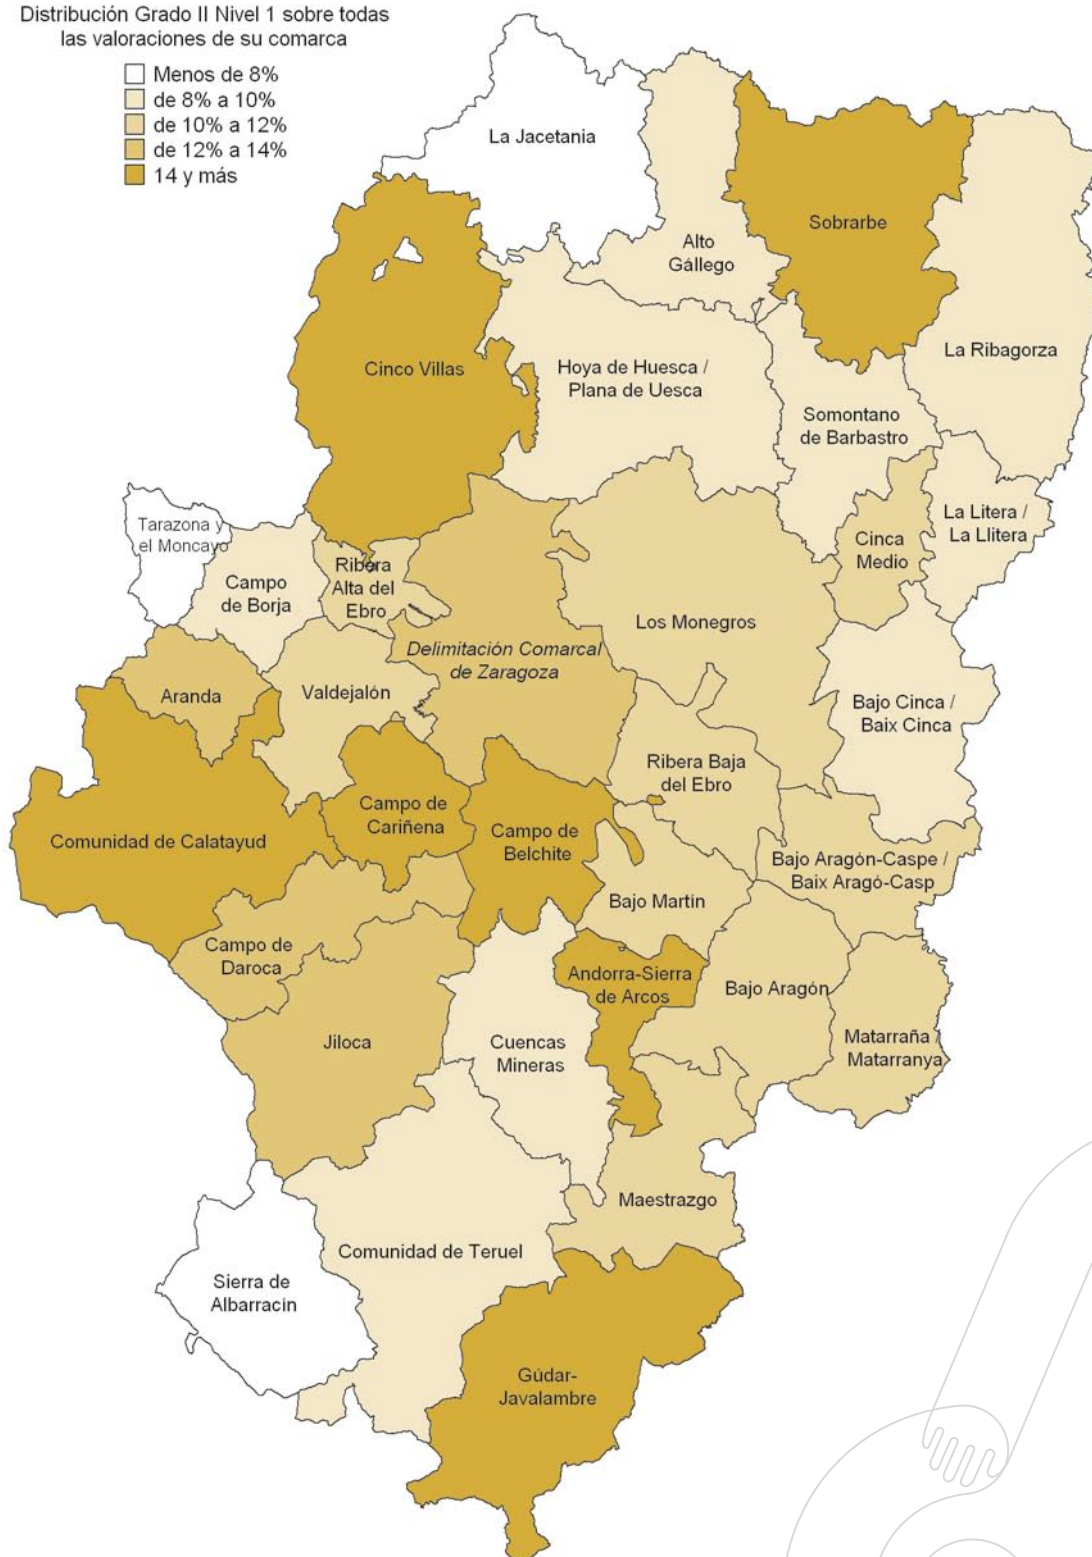 Distribución Grado II Nivel 1 sobre todas
las valoraciones de su comarca
Menos de 8%
de 8% a 10%
de 10% a 12%
de 12% a 14%
14 y más
La Jacetania
Alto
Gállego
Sobrarbe
La Ribagorza
Cinco Villas
Hoya de Huesca /
Plana de Uesca
Somontano
de Barbastro
Tarazona y
el Moncayo
Campo
de Borja
Ribera
Alta del
Ebro
Cinca
Medio
La Litera /
La Llitera
Los Monegros
Delimitación Comarcal
de Zaragoza
Aranda
Valdejalón
Bajo Cinca /
Baix Cinca
Ribera Baja
del Ebro
Comunidad de Calatayud
Campo de
Cariñena
Campo de
Belchite
Bajo Aragón-Caspe /
Baix Aragó-Casp
Bajo Martín
Campo de
Daroca
Andorra-Sierra
de Arcos
Bajo Aragón
Jiloca
Cuencas
Mineras
Matarraña /
Matarranya
Maestrazgo
Comunidad de Teruel
Sierra de
Albarracín
Gúdar-
Javalambre